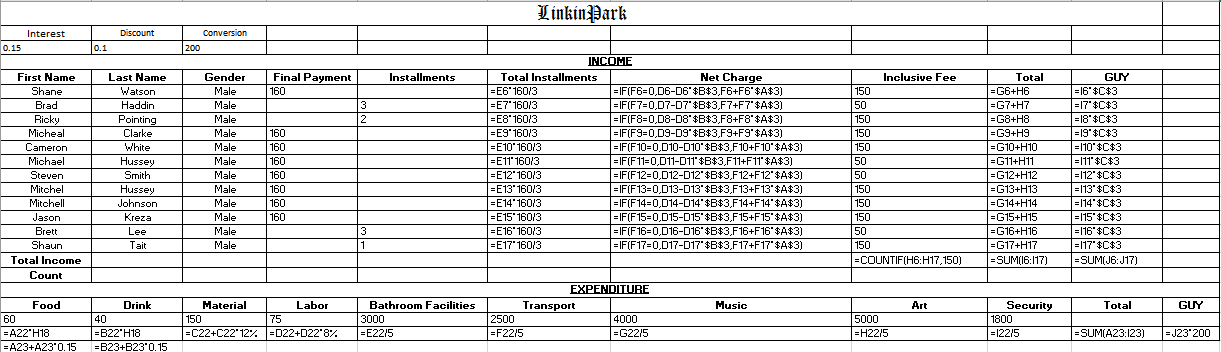 LinkinPark
Interest Discount Conversion
0.15 0.1 200
INCOME
First Name Last Name Gender Final Payment Installments Total Installments Net Charge Inclusive Fee Total GUY
Shane Watson Male 160 =E6*160/3 =IF(F6=0,D6-D6*$B$3,F6+F6*$A$3) 150 =G6+H6 =I6*$C$3
Brad Haddin Male 3 =E7*160/3 =IF(F7=0,D7-D7*$B$3,F7+F7*$A$3) 50 =G7+H7 =I7*$C$3
Ricky Pointing Male 2 =E8*160/3 =IF(F8=0,D8-D8*$B$3,F8+F8*$A$3) 150 =G8+H8 =I8*$C$3
Micheal Clarke Male 160 =E9*160/3 =IF(F9=0,D9-D9*$B$3,F9+F9*$A$3) 150 =G9+H9 =I9*$C$3
Cameron White Male 160 =E10*160/3 =IF(F10=0,D10-D10*$B$3,F10+F10*$A$3) 150 =G10+H10 =I10*$C$3
Michael Hussey Male 160 =E11*160/3 =IF(F11=0,D11-D11*$B$3,F11+F11*$A$3) 50 =G11+H11 =I11*$C$3
Steven Smith Male 160 =E12*160/3 =IF(F12=0,D12-D12*$B$3,F12+F12*$A$3) 50 =G12+H12 =I12*$C$3
Mitchel Hussey Male 160 =E13*160/3 =IF(F13=0,D13-D13*$B$3,F13+F13*$A$3) 150 =G13+H13 =I13*$C$3
Mitchell Johnson Male 160 =E14*160/3 =IF(F14=0,D14-D14*$B$3,F14+F14*$A$3) 150 =G14+H14 =I14*$C$3
Jason Kreza Male 160 =E15*160/3 =IF(F15=0,D15-D15*$B$3,F15+F15*$A$3) 150 =G15+H15 =I15*$C$3
Brett Lee Male 3 =E16*160/3 =IF(F16=0,D16-D16*$B$3,F16+F16*$A$3) 50 =G16+H16 =I16*$C$3
Shaun Tait Male 1 =E17*160/3 =IF(F17=0,D17-D17*$B$3,F17+F17*$A$3) 150 =G17+H17 =I17*$C$3
Total Income =COUNTIF(H6:H17,150) =SUM(I6:I17) =SUM(J6:J17)
Count
EXPENDITURE
Food Drink Material Labor Bathroom Facilities Transport Music Art Security Total GUY
60 40 150 75 3000 2500 4000 5000 1800
=A22*H18 =B22*H18 =C22+C22*12% =D22+D22*8% =E22/5 =F22/5 =G22/5 =H22/5 =I22/5 =SUM(A23:I23) =J23*200
=A23+A23*0.15 =B23+B23*0.15